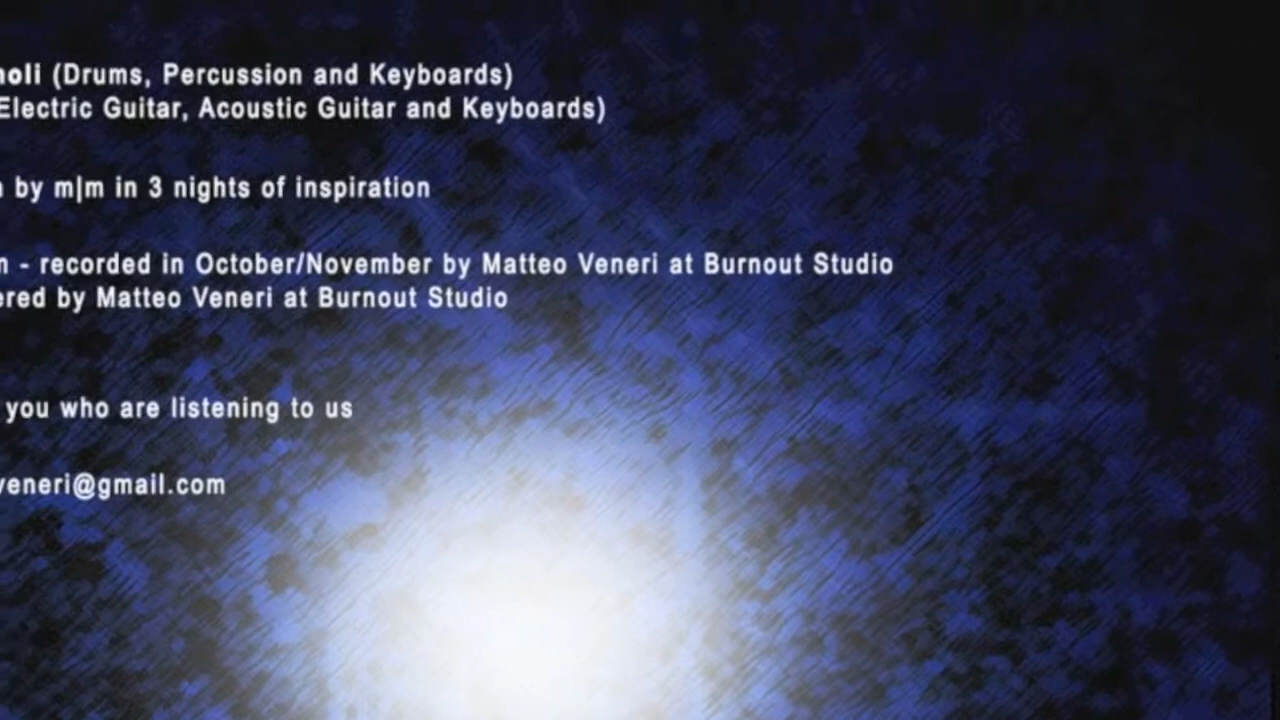 noli (Drums, Percussion and Keyboards)
Electric Guitar, Acoustic Guitar and Keyboards)
by m|m in 3 nights of inspiration
- recorded in October/November by Matteo Veneri at Burnout Studio
ered by Matteo Veneri at Burnout Studio
you who are listening to us
veneri@gmail.com